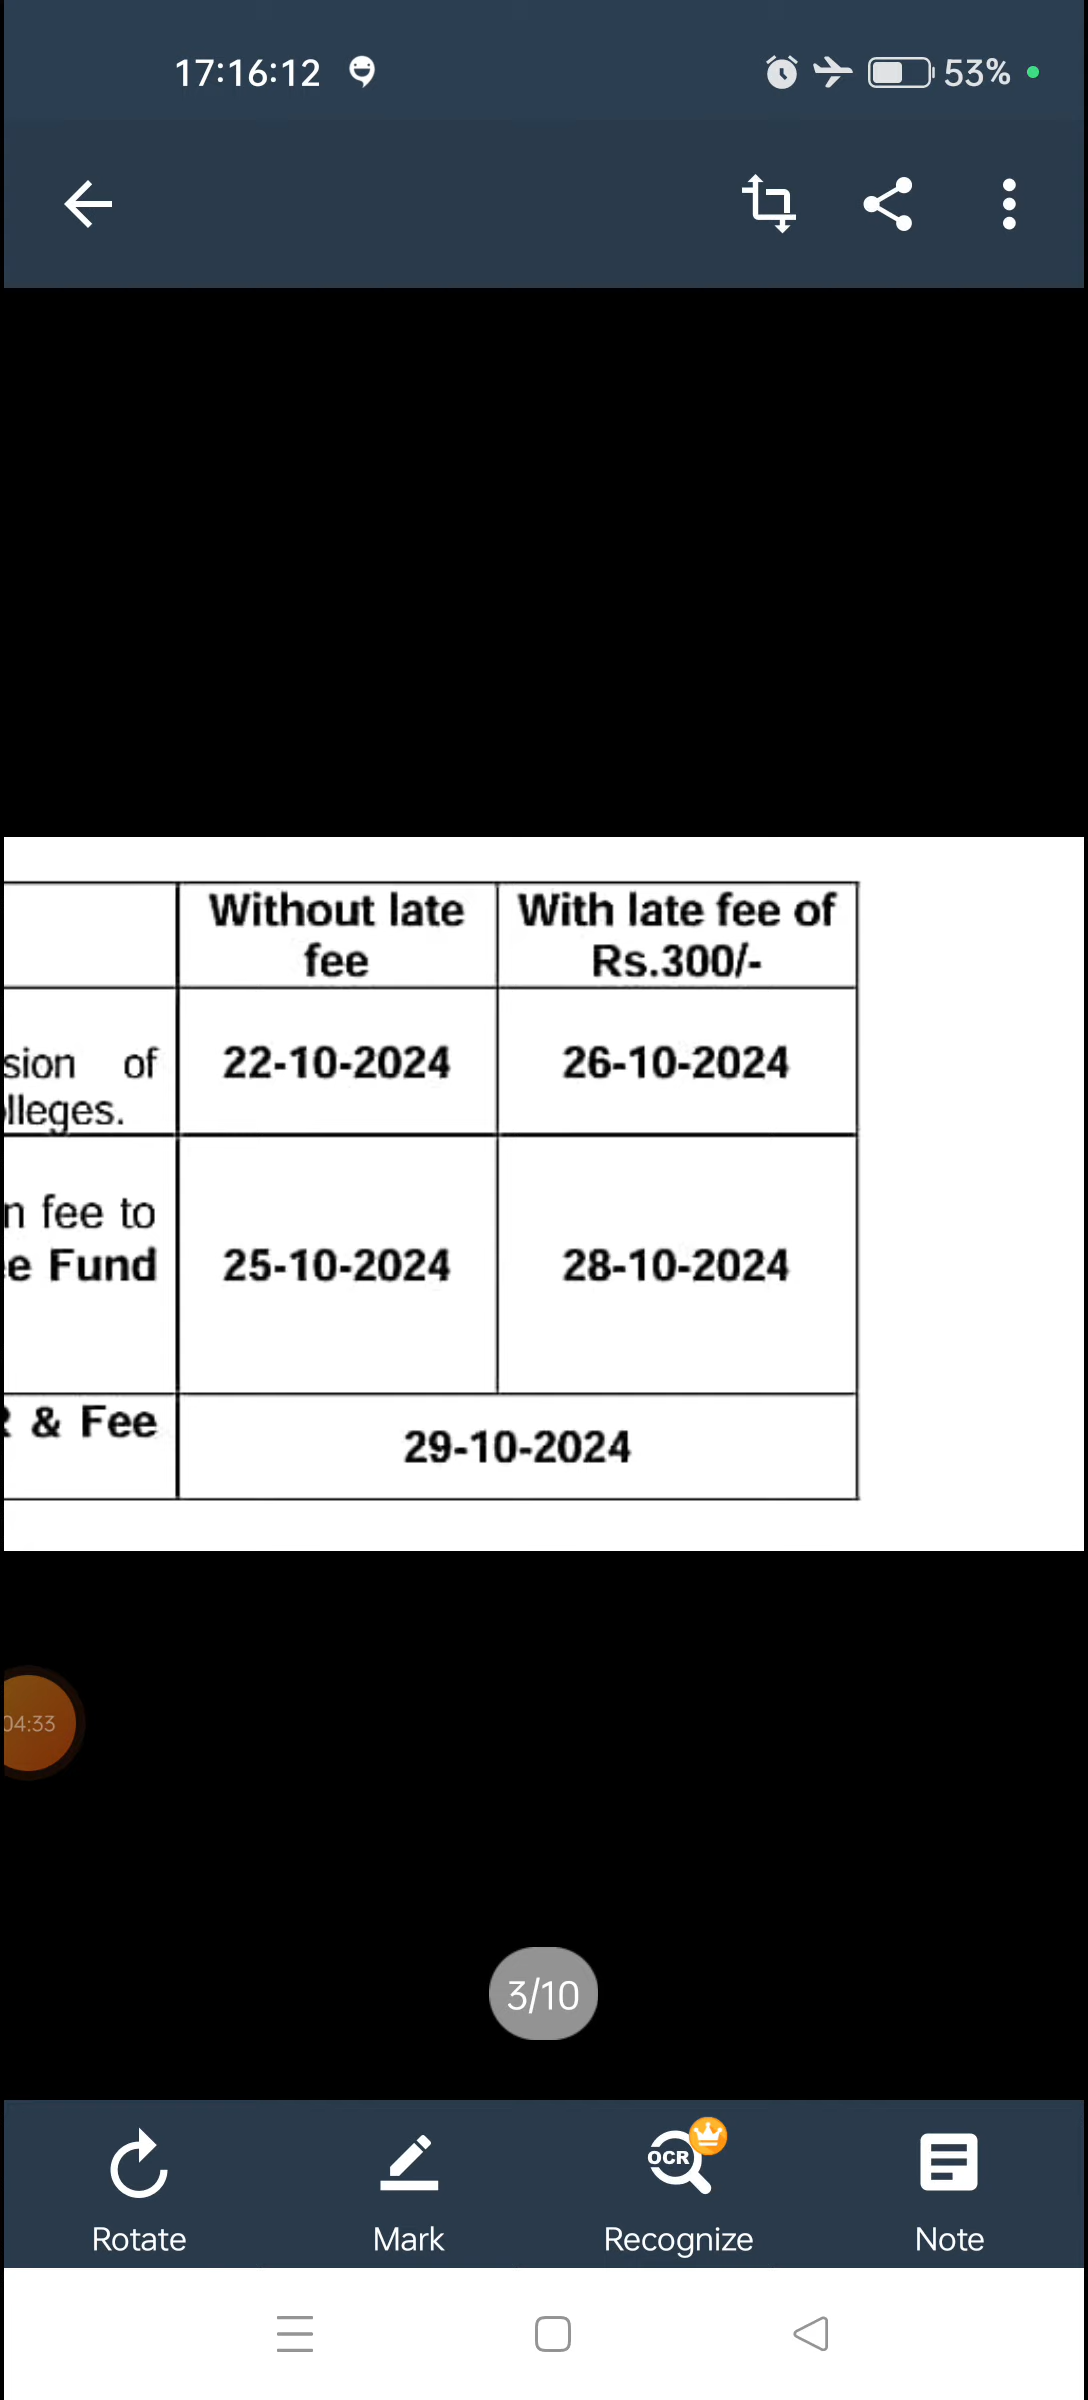 17:16:12 53%
Without late With late fee of
fee Rs.300/-
sion of 22-10-2024 26-10-2024
lleges.
n fee to
e Fund 25-10-2024 28-10-2024
& Fee
29-10-2024
04:33
3/10
OCR
Rotate Mark Recognize Note